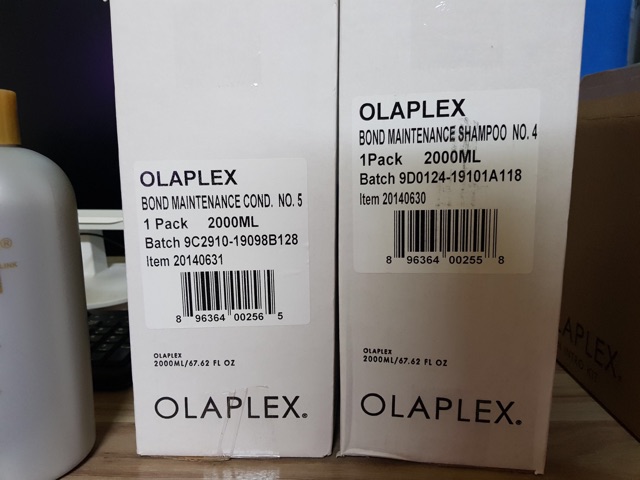 OLAPLEX
BOND MAINTENANCE COND. NO. 5
1 Pack 2000ML
Batch 9C2910-19098B128
Item 20140631
8 96364 00256 5
OLAPLEX
2000ML/67.62 FL OZ
OLAPLEX®
OLAPLEX
BOND MAINTENANCE SHAMPOO NO. 4
1Pack 2000ML
Batch 9D0124-19101A118
Item 20140630
8 96364 00255 8
OLAPLEX
2000ML/67.62 FL OZ
OLAPLEX®
®
LAPLEX.